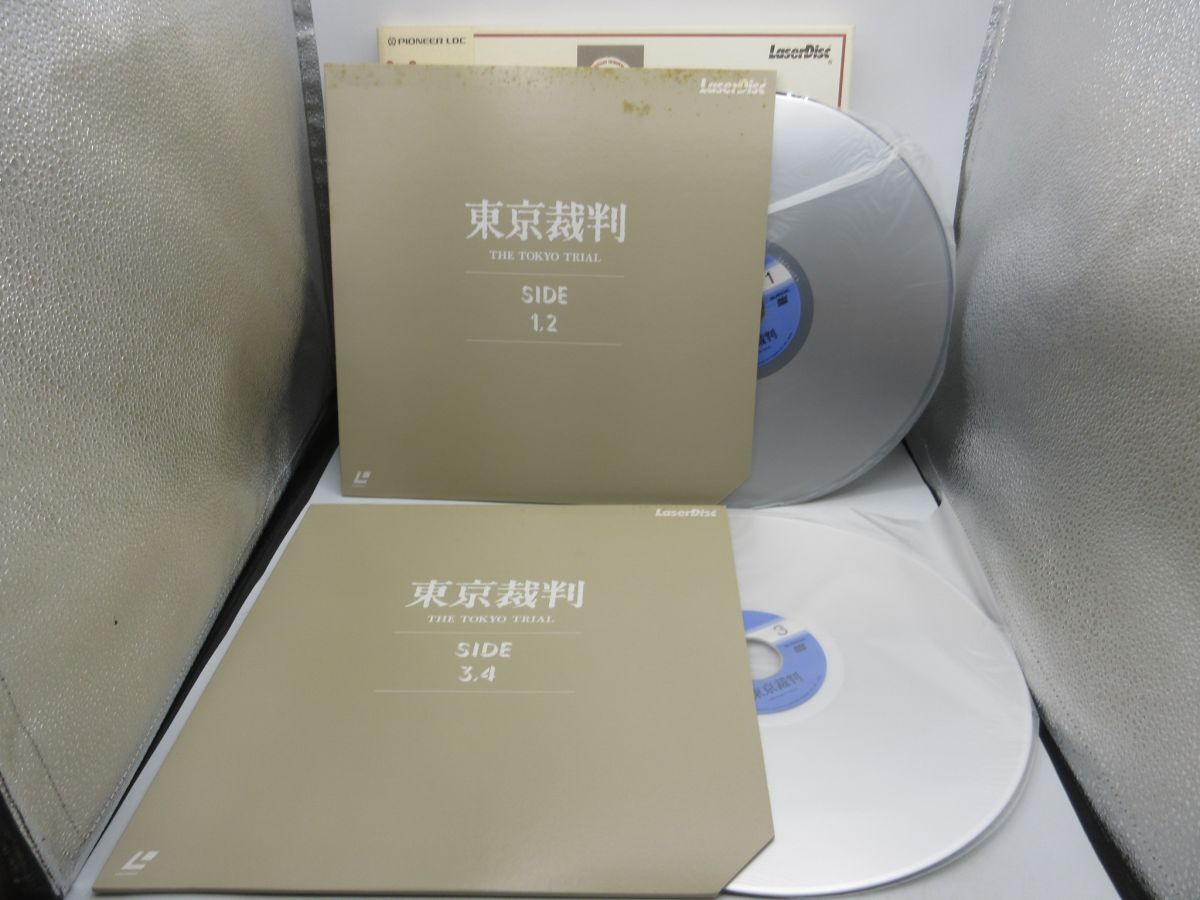 PIONEER LDC
LaserDisc
LaserDisc
東京裁判
THE TOKYO TRIAL
SIDE
1,2
1
LaserDisc
東京裁判
THE TOKYO TRIAL
SIDE
3,4
3
東京裁判